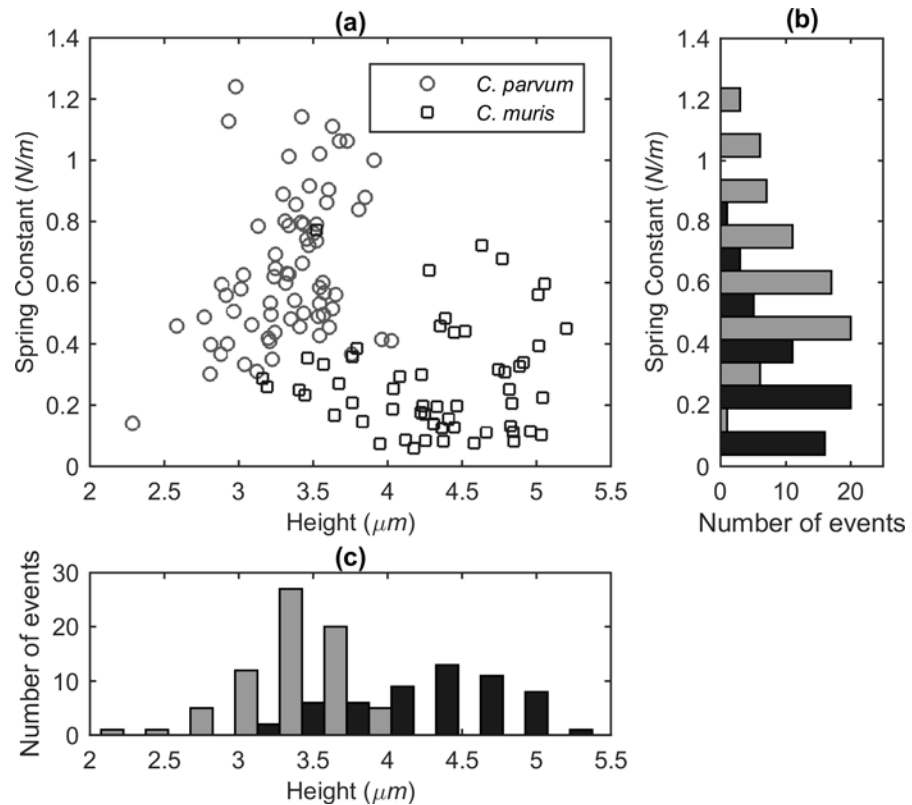 (a)
1.4
1.2
1
0.8
0.6
0.4
0.2
0
Spring Constant (N/m)
C. parvum
C. muris
2 2.5 3 3.5 4 4.5 5 5.5
Height (μm)
(b)
1.4
1.2
1
0.8
0.6
0.4
0.2
0
Spring Constant (N/m)
0 10 20
Number of events
(c)
30
20
10
0
Number of events
2 2.5 3 3.5 4 4.5 5 5.5
Height (μm)